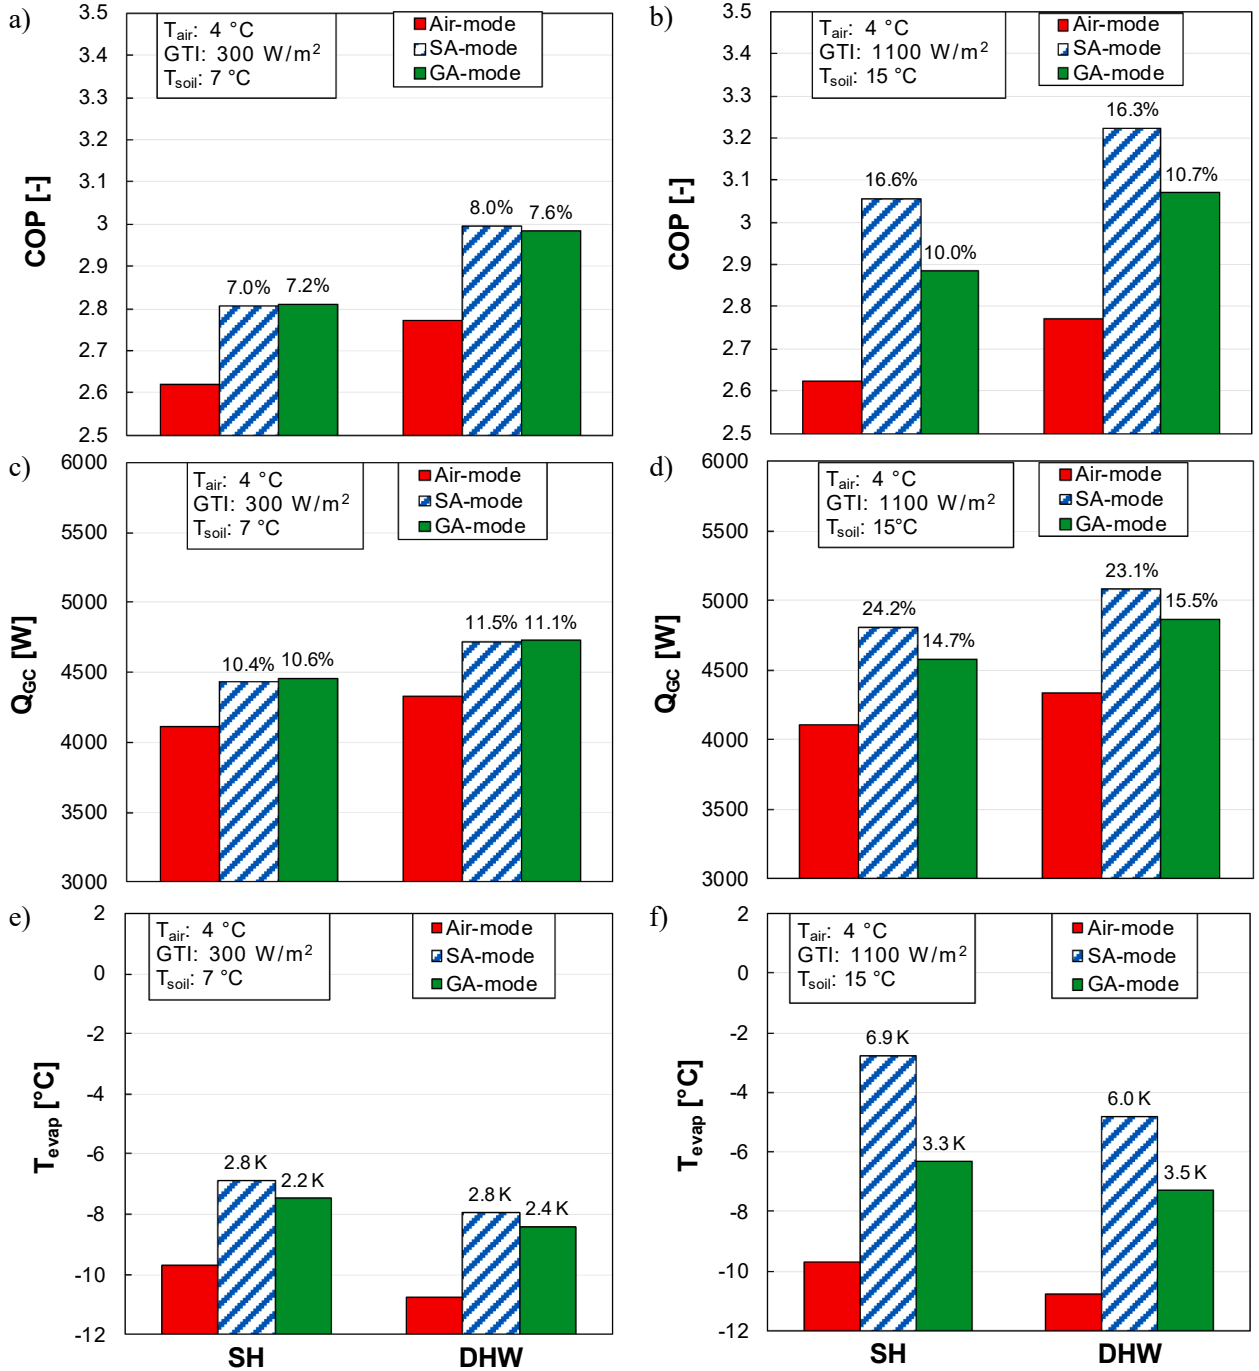 a)
COP [-]
3.5
3.4
3.3
3.2
3.1
3
2.9
2.8
2.7
2.6
2.5
Tair: 4 °C
GTI: 300 W/m²
Tsoil: 7 °C
Air-mode
SA-mode
GA-mode
7.0%
7.2%
8.0%
7.6%
b)
COP [-]
3.5
3.4
3.3
3.2
3.1
3
2.9
2.8
2.7
2.6
2.5
Tair: 4 °C
GTI: 1100 W/m²
Tsoil: 15 °C
Air-mode
SA-mode
GA-mode
16.6%
10.0%
16.3%
10.7%
c)
QGC [W]
6000
5500
5000
4500
4000
3500
3000
Tair: 4 °C
GTI: 300 W/m²
Tsoil: 7 °C
Air-mode
SA-mode
GA-mode
10.4%
10.6%
11.5%
11.1%
d)
QGC [W]
6000
5500
5000
4500
4000
3500
3000
Tair: 4 °C
GTI: 1100 W/m²
Tsoil: 15°C
Air-mode
SA-mode
GA-mode
24.2%
14.7%
23.1%
15.5%
e)
Tevap [°C]
2
0
-2
-4
-6
-8
-10
-12
Tair: 4 °C
GTI: 300 W/m²
Tsoil: 7 °C
Air-mode
SA-mode
GA-mode
2.8 K
2.2 K
2.8 K
2.4 K
SH
DHW
f)
Tevap [°C]
2
0
-2
-4
-6
-8
-10
-12
Tair: 4 °C
GTI: 1100 W/m²
Tsoil: 15 °C
Air-mode
SA-mode
GA-mode
6.9 K
3.3 K
6.0 K
3.5 K
SH
DHW